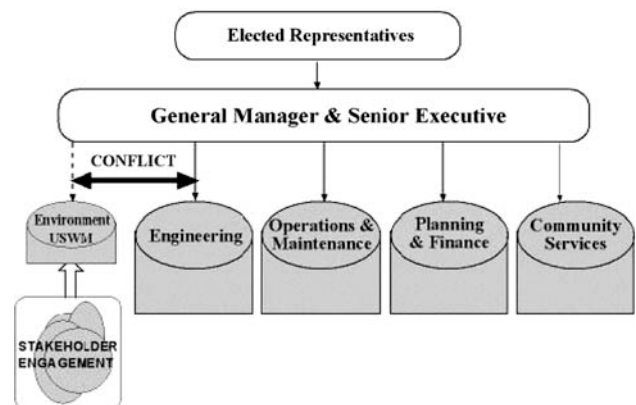 Elected Representatives
General Manager & Senior Executive
CONFLICT
Environment
USWM
Engineering
Operations &
Maintenance
Planning
& Finance
Community
Services
STAKEHOLDER
ENGAGEMENT